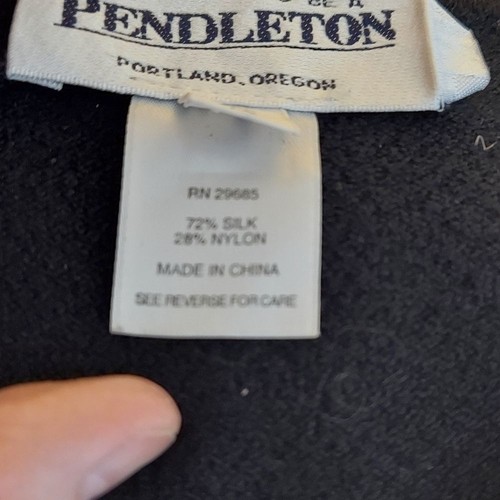 PENDLETON
PORTLAND, OREGON
RN 29685
72% SILK
28% NYLON
MADE IN CHINA
SEE REVERSE FOR CARE